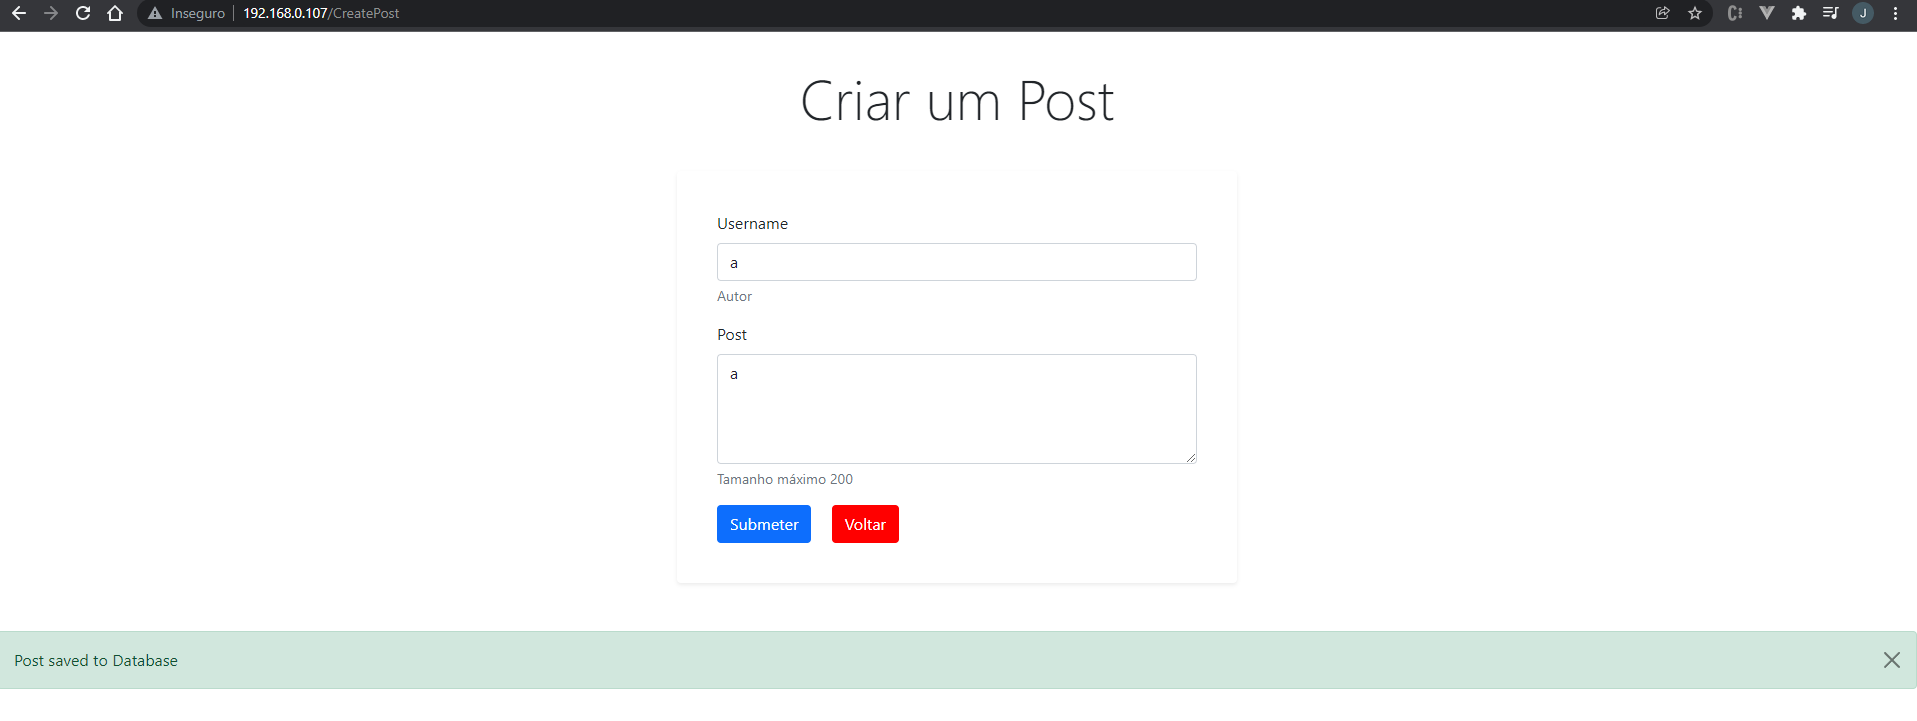 Inseguro 192.168.0.107/CreatePost
J
Criar um Post
Username
a
Autor
Post
a
Tamanho máximo 200
Submeter Voltar
Post saved to Database